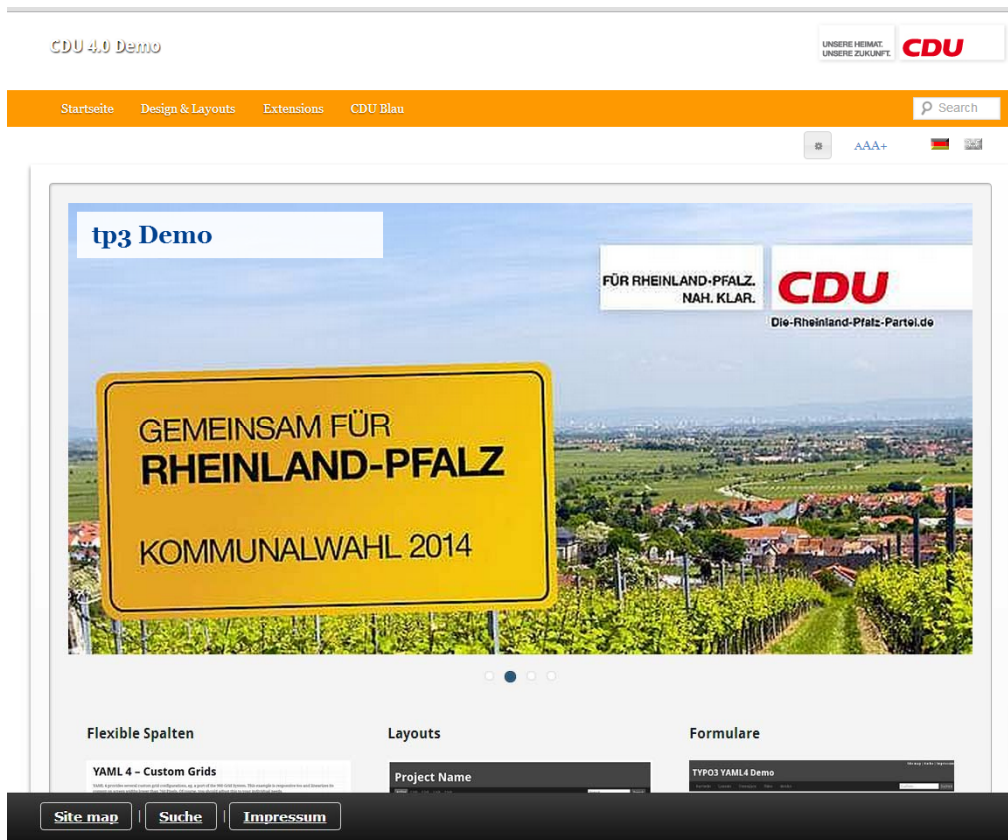 CDU 4.0 Demo
UNSERE HEIMAT.
UNSERE ZUKUNFT.
CDU
Startseite Design & Layouts Extensions CDU Blau Search
AAA+
tp3 Demo
FÜR RHEINLAND-PFALZ.
NAH. KLAR.
CDU
Die-Rheinland-Pfalz-Partei.de
GEMEINSAM FÜR
RHEINLAND-PFALZ
KOMMUNALWAHL 2014
Flexible Spalten Layouts Formulare
YAML 4 – Custom Grids
Project Name
TYPO3 YAML4 Demo
Site map | Suche | Impressum